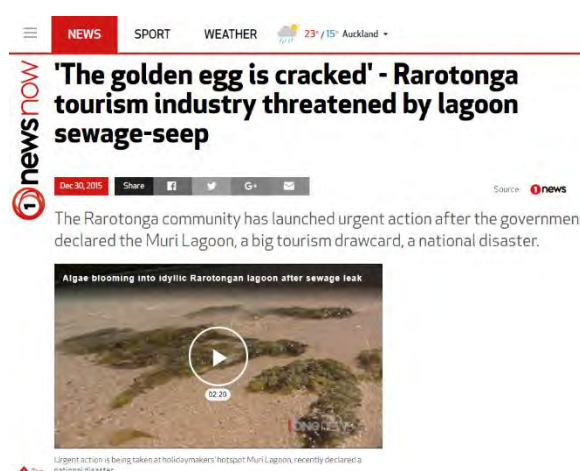 NEWS SPORT WEATHER 23°/15° Auckland
1 newsnow
'The golden egg is cracked' - Rarotonga
tourism industry threatened by lagoon
sewage-seep
Dec 30, 2015 Share G+ Source: 1news
The Rarotonga community has launched urgent action after the governmen
declared the Muri Lagoon, a big tourism drawcard, a national disaster.
Algae blooming into idyllic Rarotongan lagoon after sewage leak
02:20
ONE news
Urgent action is being taken at holidaymakers' hotspot Muri Lagoon, recently declared a
national disaster